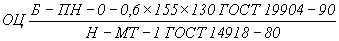 ОЦ Б – ПН – 0 – 0,6 * 155 × 130 ГОСТ 19904 – 90
Н – МТ – 1 ГОСТ 14918 – 80